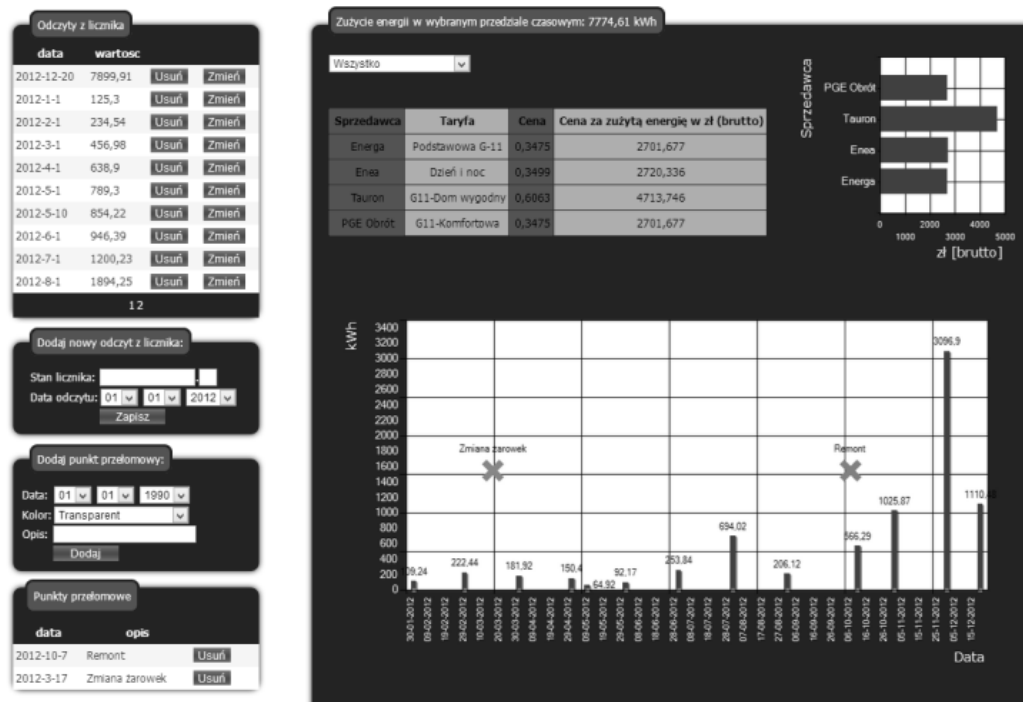 Odczyty z licznika
data wartosc
2012-12-20 7899,91 Usuń Zmień
2012-1-1 125,3 Usuń Zmień
2012-2-1 234,54 Usuń Zmień
2012-3-1 456,98 Usuń Zmień
2012-4-1 638,9 Usuń Zmień
2012-5-1 789,3 Usuń Zmień
2012-5-10 854,22 Usuń Zmień
2012-6-1 946,39 Usuń Zmień
2012-7-1 1200,23 Usuń Zmień
2012-8-1 1894,25 Usuń Zmień
1 2
Dodaj nowy odczyt z licznika:
Stan licznika: ,
Data odczytu: 01 01 2012
Zapisz
Dodaj punkt przełomowy:
Data: 01 01 1990
Kolor: Transparent
Opis:
Dodaj
Punkty przełomowe
data opis
2012-10-7 Remont Usuń
2012-3-17 Zmiana żarowek Usuń
Zużycie energii w wybranym przedziale czasowym: 7774,61 kWh
Wszystko
Sprzedawca Taryfa Cena Cena za zużytą energię w zł (brutto)
Energa Podstawowa G-11 0,3475 2701,677
Enea Dzień i noc 0,3499 2720,336
Tauron G11-Dom wygodny 0,6063 4713,746
PGE Obrót G11-Komfortowa 0,3475 2701,677
Sprzedawca
PGE Obrót
Tauron
Enea
Energa
0 2000 4000
1000 3000 5000
zł [brutto]
kWh
3400
3200
3000
2800
2600
2400
2200
2000
1800
1600
1400
1200
1000
800
600
400
200
0
Zmiana żarowek
Remont
09,24
222,44
181,92
150,4
64,92
92,17
253,84
694,02
206,12
566,29
1025,87
3096,9
1110,48
30-01-2012
09-02-2012
19-02-2012
29-02-2012
10-03-2012
20-03-2012
30-03-2012
09-04-2012
19-04-2012
29-04-2012
09-05-2012
19-05-2012
29-05-2012
08-06-2012
18-06-2012
28-06-2012
08-07-2012
18-07-2012
28-07-2012
07-08-2012
17-08-2012
27-08-2012
06-09-2012
16-09-2012
26-09-2012
06-10-2012
16-10-2012
26-10-2012
05-11-2012
15-11-2012
25-11-2012
05-12-2012
15-12-2012
Data